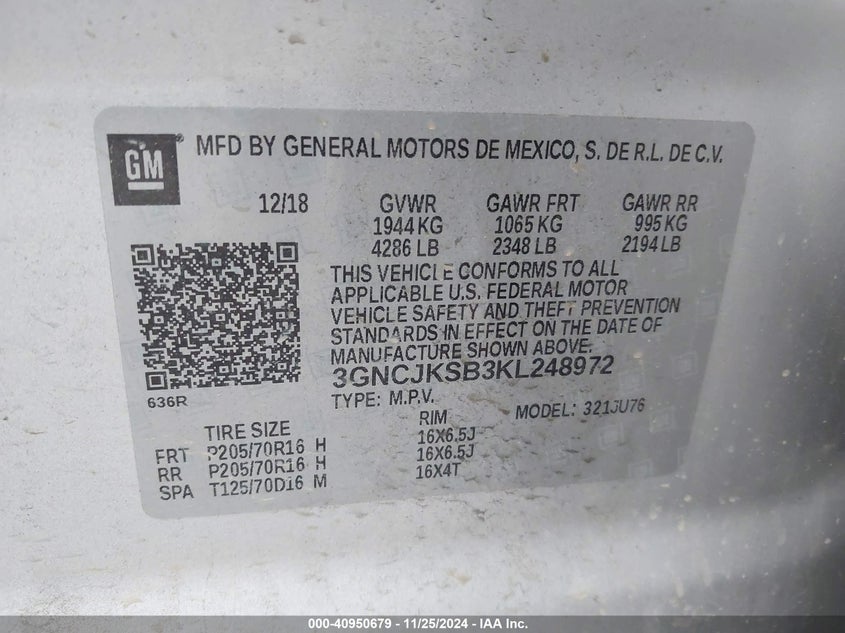 GM
MFD BY GENERAL MOTORS DE MEXICO, S. DE R.L. DE C.V.
12/18 GVWR GAWR FRT GAWR RR
1944 KG 1065 KG 995 KG
4286 LB 2348 LB 2194 LB
THIS VEHICLE CONFORMS TO ALL
APPLICABLE U.S. FEDERAL MOTOR
VEHICLE SAFETY AND THEFT PREVENTION
STANDARDS IN EFFECT ON THE DATE OF
MANUFACTURE SHOWN ABOVE.
3GNCJKSB3KL248972
636R
TYPE: M.P.V. MODEL: 321JU76
TIRE SIZE RIM
FRT P205/70R16 H 16X6.5J
RR P205/70R16 H 16X6.5J
SPA T125/70D16 M 16X4T
000-40950679 - 11/25/2024 - IAA Inc.